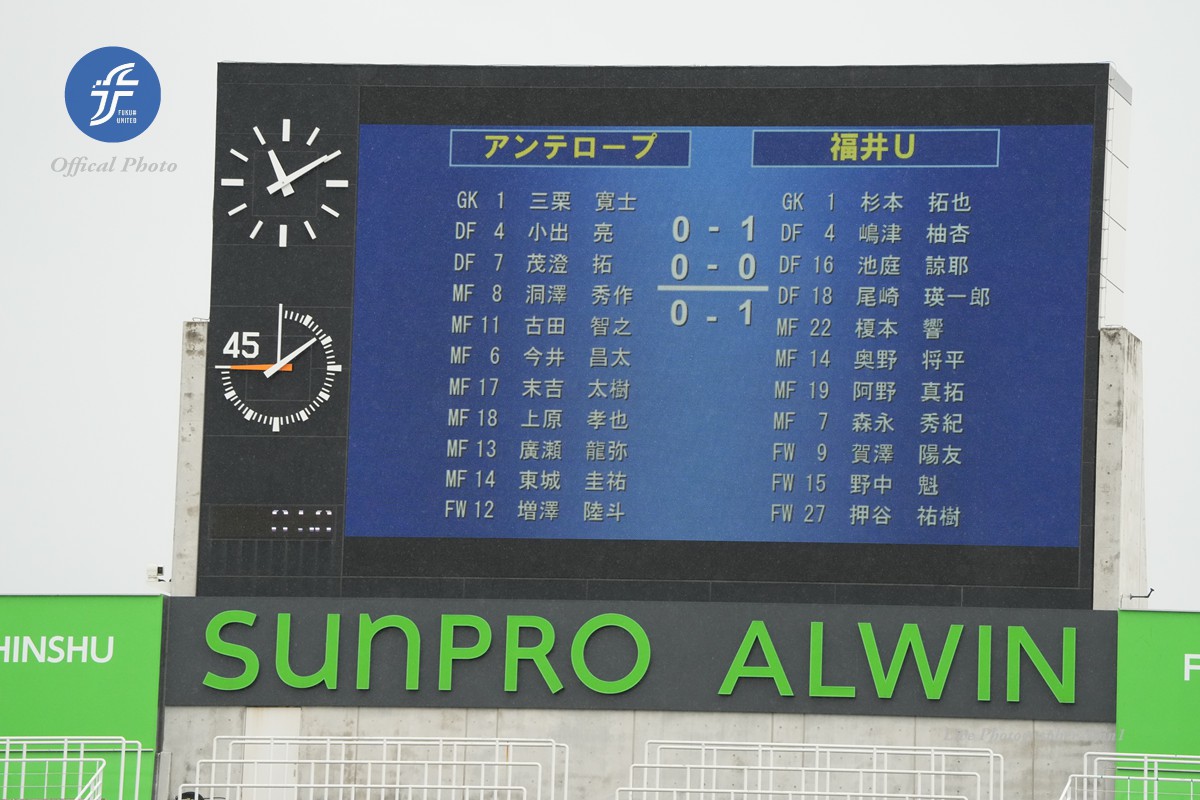 FUKUI
UNITED
Offical Photo
アンテロープ 福井U
GK 1 三栗 寛士 GK 1 杉本 拓也
DF 4 小出 亮 0 - 1 DF 4 嶋津 柚杏
DF 7 茂澄 拓 0 - 0 DF 16 池庭 諒耶
MF 8 洞澤 秀作 DF 18 尾崎 瑛一郎
MF 11 古田 智之 0 - 1 MF 22 榎本 響
MF 6 今井 昌太 MF 14 奥野 将平
MF 17 末吉 太樹 MF 19 阿野 真拓
MF 18 上原 孝也 MF 7 森永 秀紀
MF 13 廣瀬 龍弥 FW 9 賀澤 陽友
MF 14 東城 圭祐 FW 15 野中 魁
FW 12 増澤 陸斗 FW 27 押谷 祐樹
45
HINSHU
SUNPRO ALWIN
F